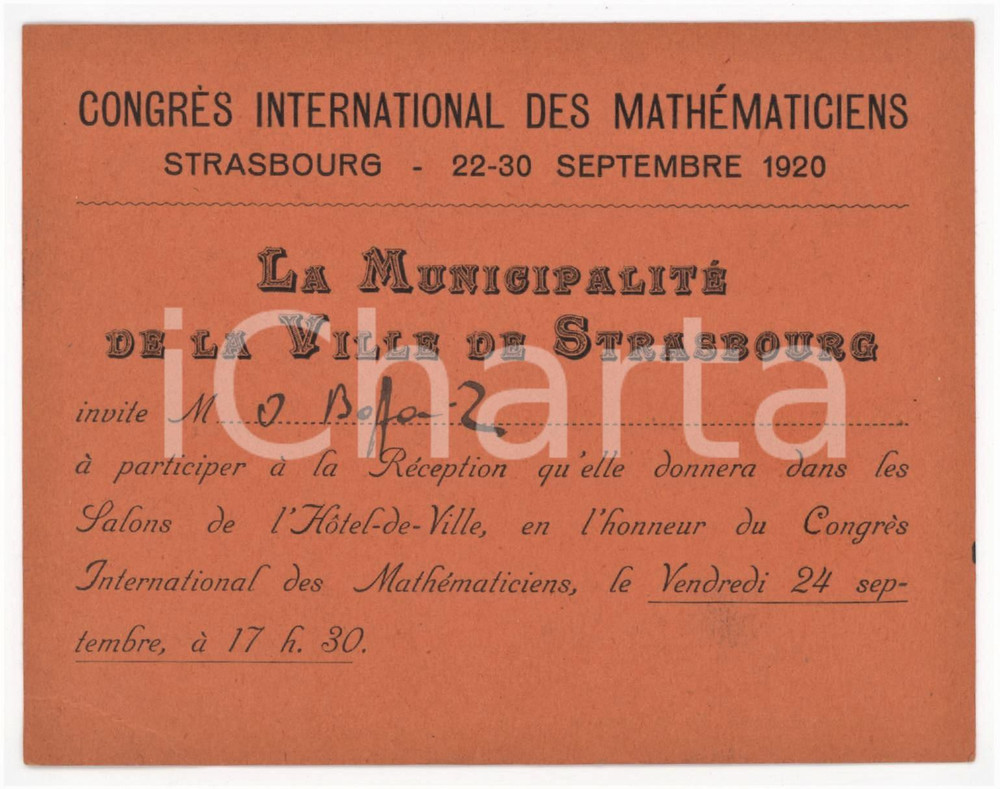 CONGRÈS INTERNATIONAL DES MATHÉMATICIENS
STRASBOURG - 22-30 SEPTEMBRE 1920
La Municipalité
de la Ville de Strasbourg
iCharta
invite M
à participer à la Réception qu'elle donnera dans les
Salons de l'Hôtel-de-Ville, en l'honneur du Congrès
International des Mathématiciens, le Vendredi 24 sep-
tembre, à 17 h. 30.